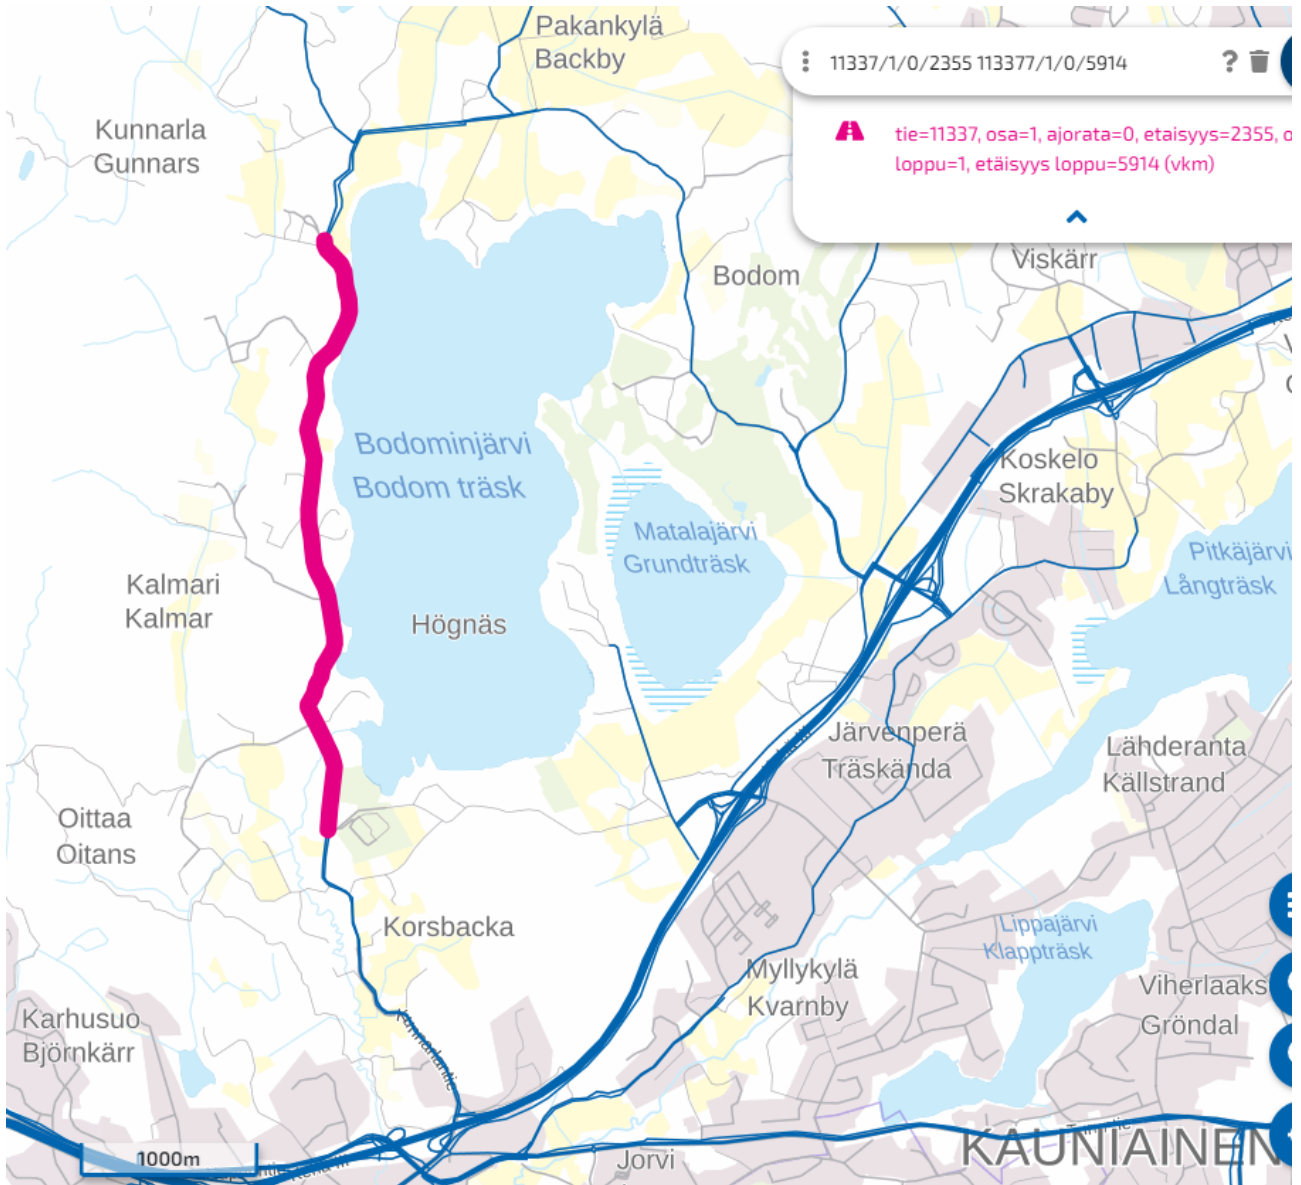 Pakankylä
Backby
11337/1/0/2355 113377/1/0/5914
?
Kunnarla
Gunnars
tie=11337, osa=1, ajorata=0, etaisyys=2355, o
loppu=1, etäisyys loppu=5914 (vkm)
Viskärr
Bodom
Bodominjärvi
Bodom träsk
Koskelo
Skrakaby
Matalajärvi
Grundträsk
Pitkäjärvi
Långträsk
Kalmari
Kalmar
Högnäs
Järvenperä
Träskända
Lähderanta
Källstrand
Oittaa
Oitans
Korsbacka
Lippajärvi
Klappträsk
Myllykylä
Kvarnby
Viherlaaks
Gröndal
Karhusuo
Björnkärr
Kunnarlantie
KAUNIAINEN
Jorvi
1000m